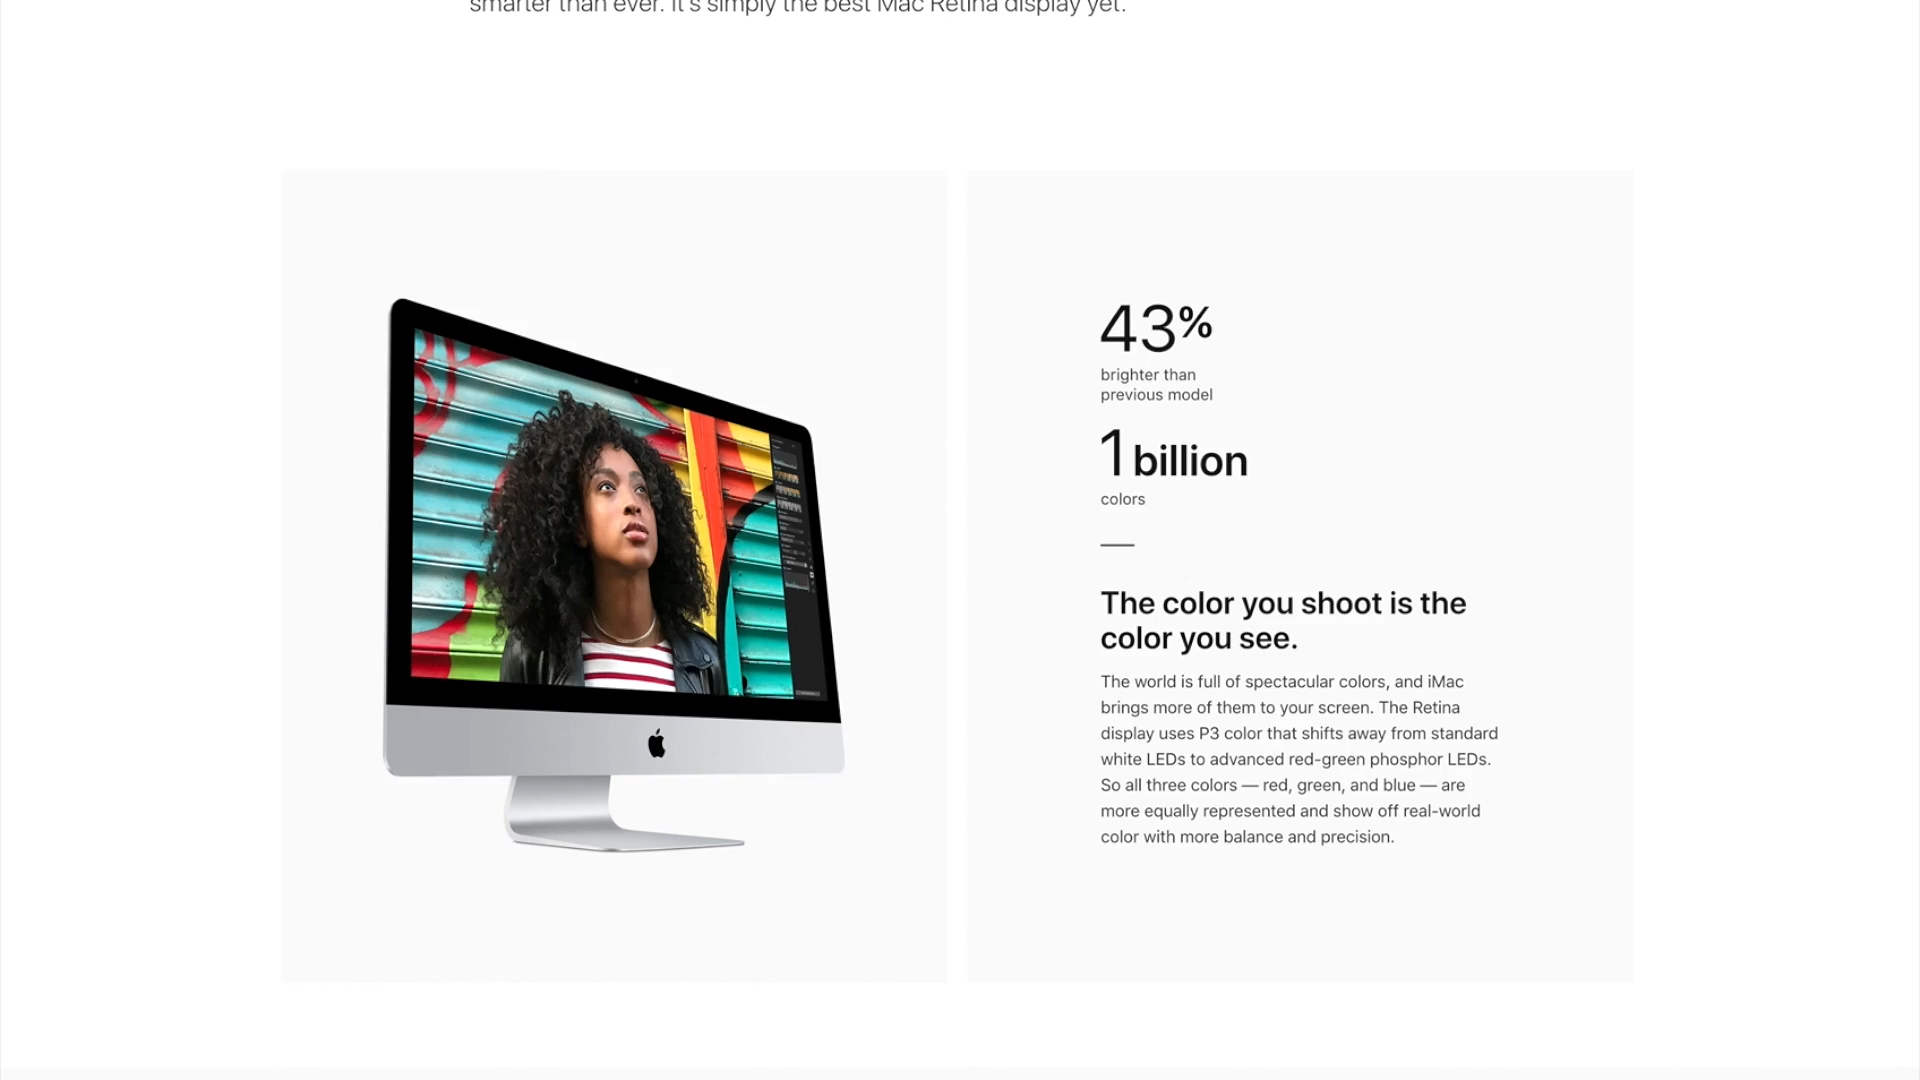 smarter than ever. It's simply the best Mac Retina display yet.
43%
brighter than
previous model
1 billion
colors
The color you shoot is the
color you see.
The world is full of spectacular colors, and iMac
brings more of them to your screen. The Retina
display uses P3 color that shifts away from standard
white LEDs to advanced red-green phosphor LEDs.
So all three colors — red, green, and blue — are
more equally represented and show off real-world
color with more balance and precision.